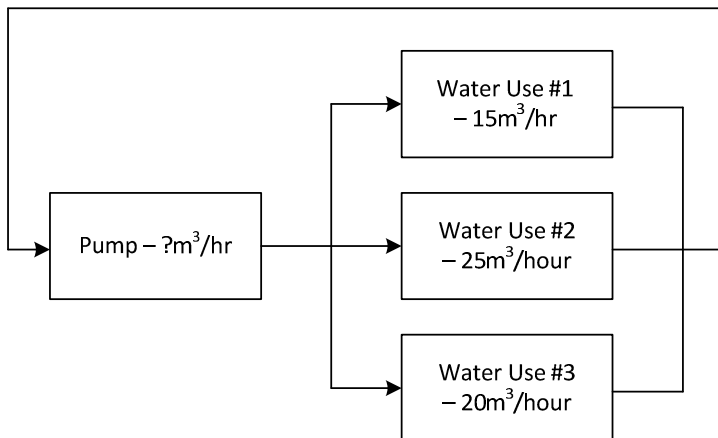 Water Use #1
– 15m³/hr
Pump – ?m³/hr
Water Use #2
– 25m³/hour
Water Use #3
– 20m³/hour